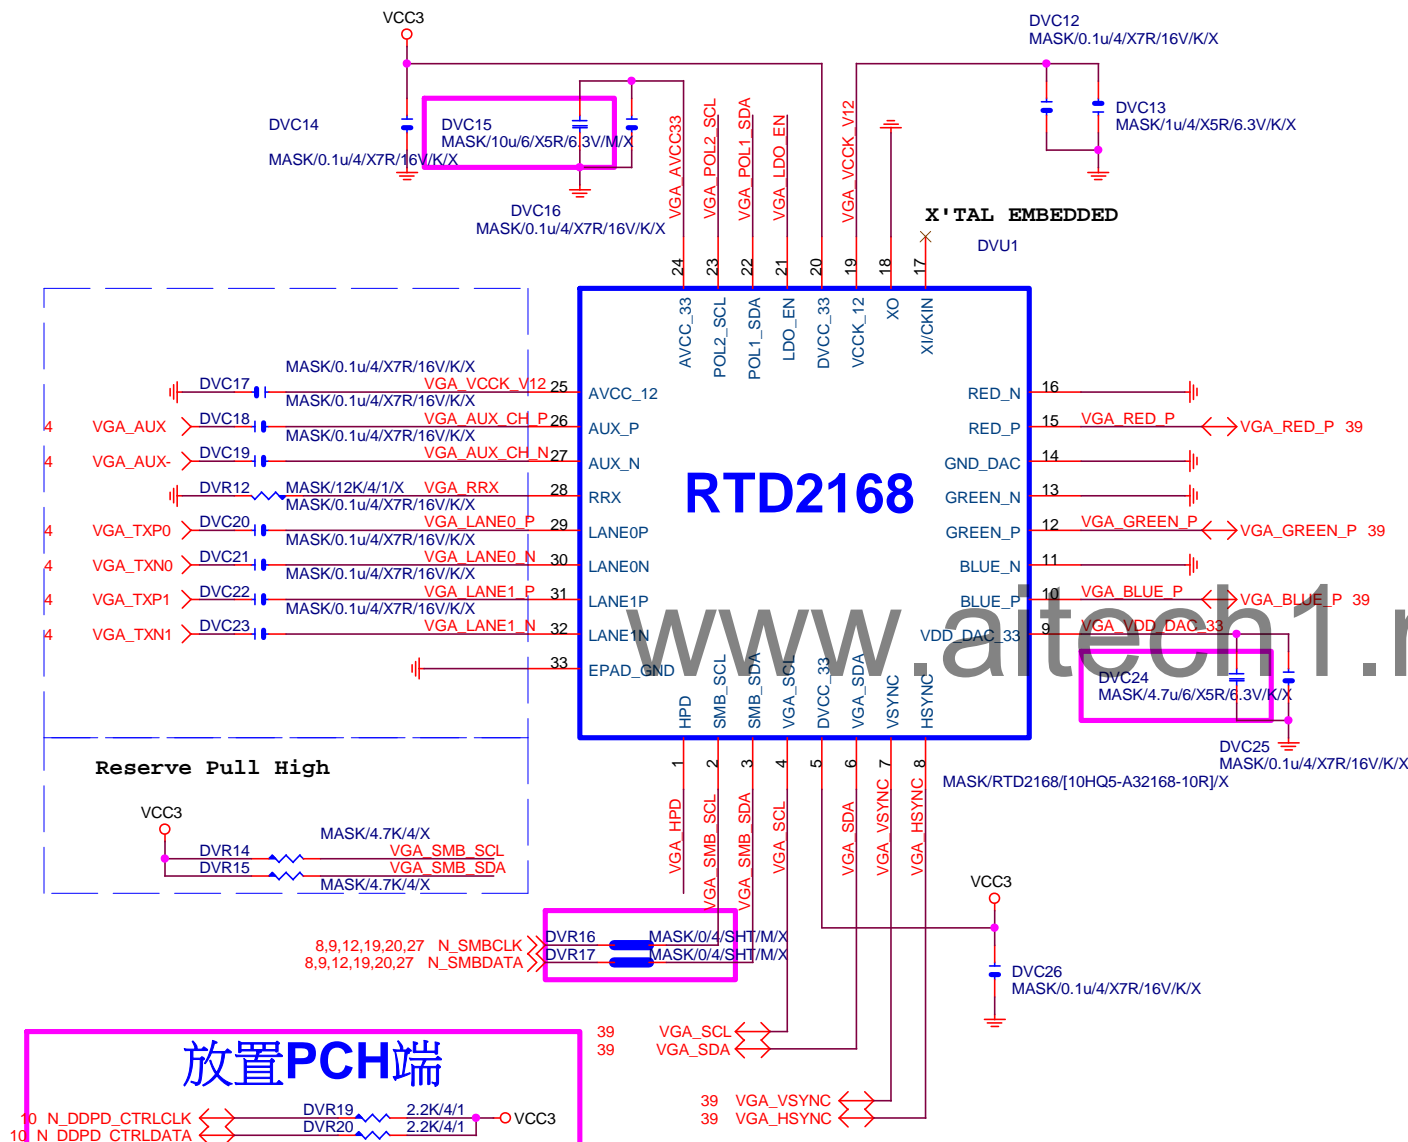 VCC3
DVC12
MASK/0.1u/4/X7R/16V/K/X
DVC14
MASK/0.1u/4/X7R/16V/K/X
DVC15
MASK/10u/6/X5R/6.3V/M/X
DVC13
MASK/1u/4/X5R/6.3V/K/X
DVC16
MASK/0.1u/4/X7R/16V/K/X
VGA_AVCC33
VGA_POL2_SCL
VGA_POL1_SDA
VGA_LDO_EN
VGA_VCCK_V12
X'TAL EMBEDDED
DVU1
24
23
22
21
20
19
18
17
AVCC_33
POL2_SCL
POL1_SDA
LDO_EN
DVCC_33
VCCK_12
XO
XI/CKIN
MASK/0.1u/4/X7R/16V/K/X
DVC17
VGA_VCCK_V12 25 AVCC_12
MASK/0.1u/4/X7R/16V/K/X
4 VGA_AUX DVC18
VGA_AUX_CH_P 26 AUX_P
MASK/0.1u/4/X7R/16V/K/X
4 VGA_AUX- DVC19
VGA_AUX_CH_N 27 AUX_N
DVR12 MASK/12K/4/1/X VGA_RRX 28 RRX
MASK/0.1u/4/X7R/16V/K/X
4 VGA_TXP0 DVC20
VGA_LANE0_P 29 LANE0P
MASK/0.1u/4/X7R/16V/K/X
4 VGA_TXN0 DVC21
VGA_LANE0_N 30 LANE0N
MASK/0.1u/4/X7R/16V/K/X
4 VGA_TXP1 DVC22
VGA_LANE1_P 31 LANE1P
MASK/0.1u/4/X7R/16V/K/X
4 VGA_TXN1 DVC23
VGA_LANE1_N 32 LANE1N
33 EPAD_GND
RTD2168
RED_N 16
RED_P 15 VGA_RED_P VGA_RED_P 39
GND_DAC 14
GREEN_N 13
GREEN_P 12 VGA_GREEN_P VGA_GREEN_P 39
BLUE_N 11
BLUE_P 10 VGA_BLUE_P VGA_BLUE_P 39
VDD_DAC_33 9 VGA_VDD_DAC_33
www.aitech1.r
DVC24
MASK/4.7u/6/X5R/6.3V/K/X
DVC25
MASK/0.1u/4/X7R/16V/K/X
HPD
SMB_SCL
SMB_SDA
VGA_SCL
DVCC_33
VGA_SDA
VSYNC
HSYNC
1
2
3
4
5
6
7
8
MASK/RTD2168/[10HQ5-A32168-10R]/X
VGA_HPD
VGA_SMB_SCL
VGA_SMB_SDA
VGA_SCL
VGA_SDA
VGA_VSYNC
VGA_HSYNC
Reserve Pull High
VCC3
MASK/4.7K/4/X
DVR14 VGA_SMB_SCL
DVR15 VGA_SMB_SDA
MASK/4.7K/4/X
VCC3
DVC26
MASK/0.1u/4/X7R/16V/K/X
8,9,12,19,20,27 N_SMBCLK DVR16 MASK/0/4/SHT/M/X
8,9,12,19,20,27 N_SMBDATA DVR17 MASK/0/4/SHT/M/X
39 VGA_SCL
39 VGA_SDA
39 VGA_VSYNC
39 VGA_HSYNC
放置PCH端
10 N_DDPD_CTRLCLK DVR19 2.2K/4/1 VCC3
10 N_DDPD_CTRLDATA DVR20 2.2K/4/1